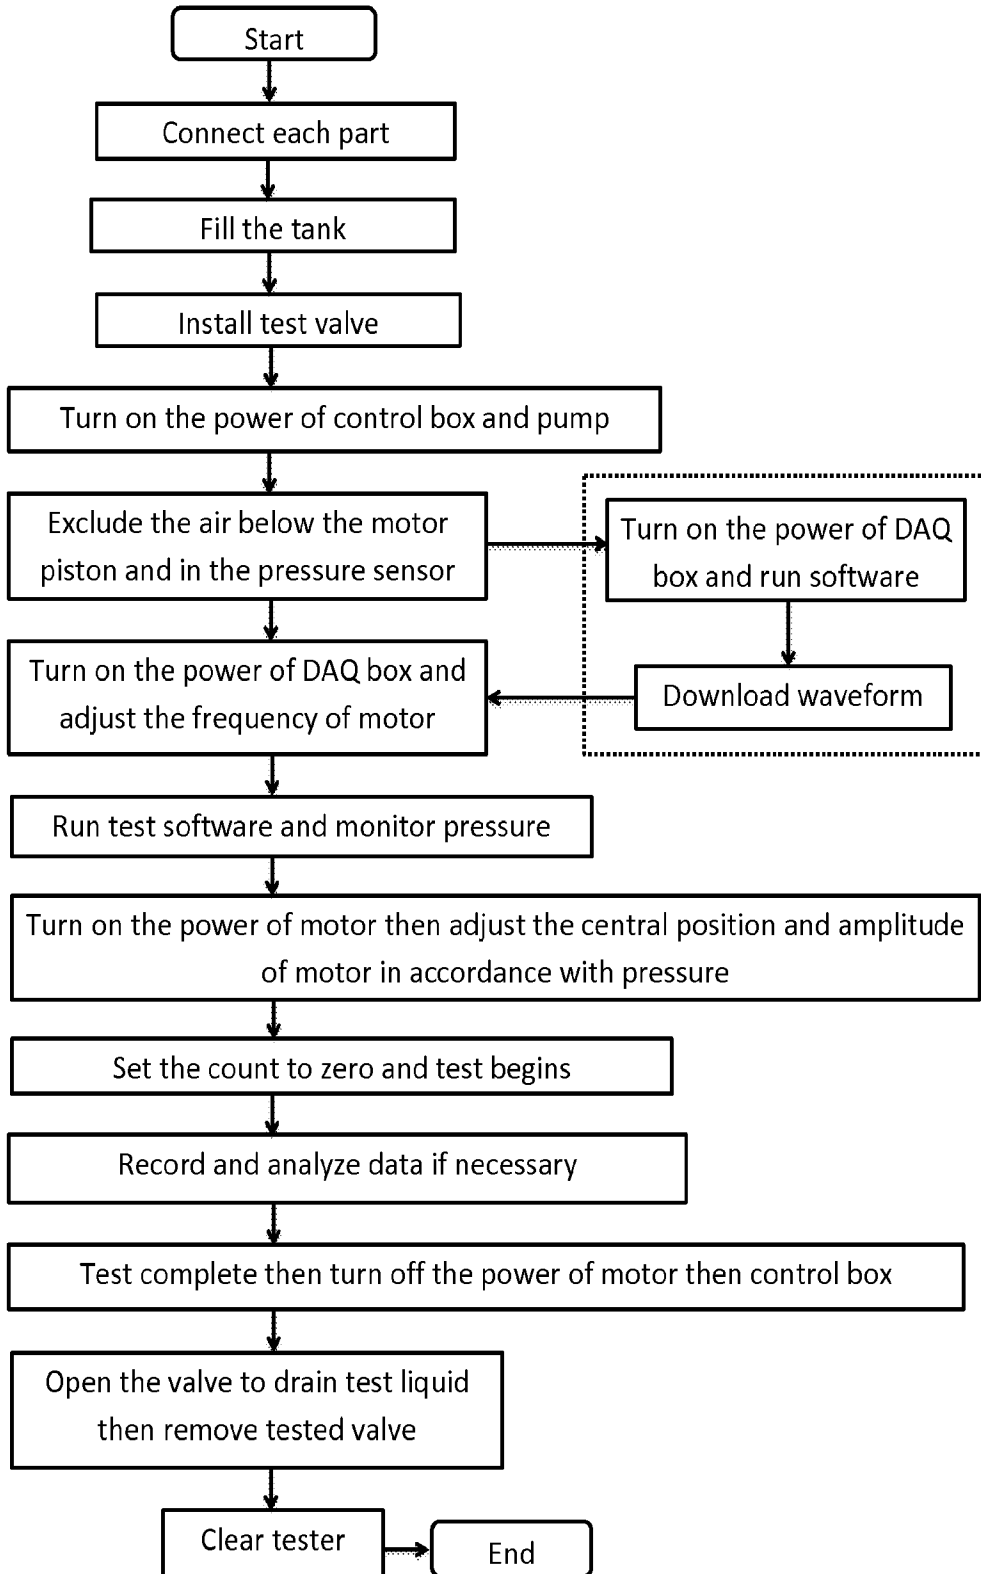 Start
Connect each part
Fill the tank
Install test valve
Turn on the power of control box and pump
Exclude the air below the motor
piston and in the pressure sensor
Turn on the power of DAQ
box and run software
Download waveform
Turn on the power of DAQ box and
adjust the frequency of motor
Run test software and monitor pressure
Turn on the power of motor then adjust the central position and amplitude
of motor in accordance with pressure
Set the count to zero and test begins
Record and analyze data if necessary
Test complete then turn off the power of motor then control box
Open the valve to drain test liquid
then remove tested valve
Clear tester
End